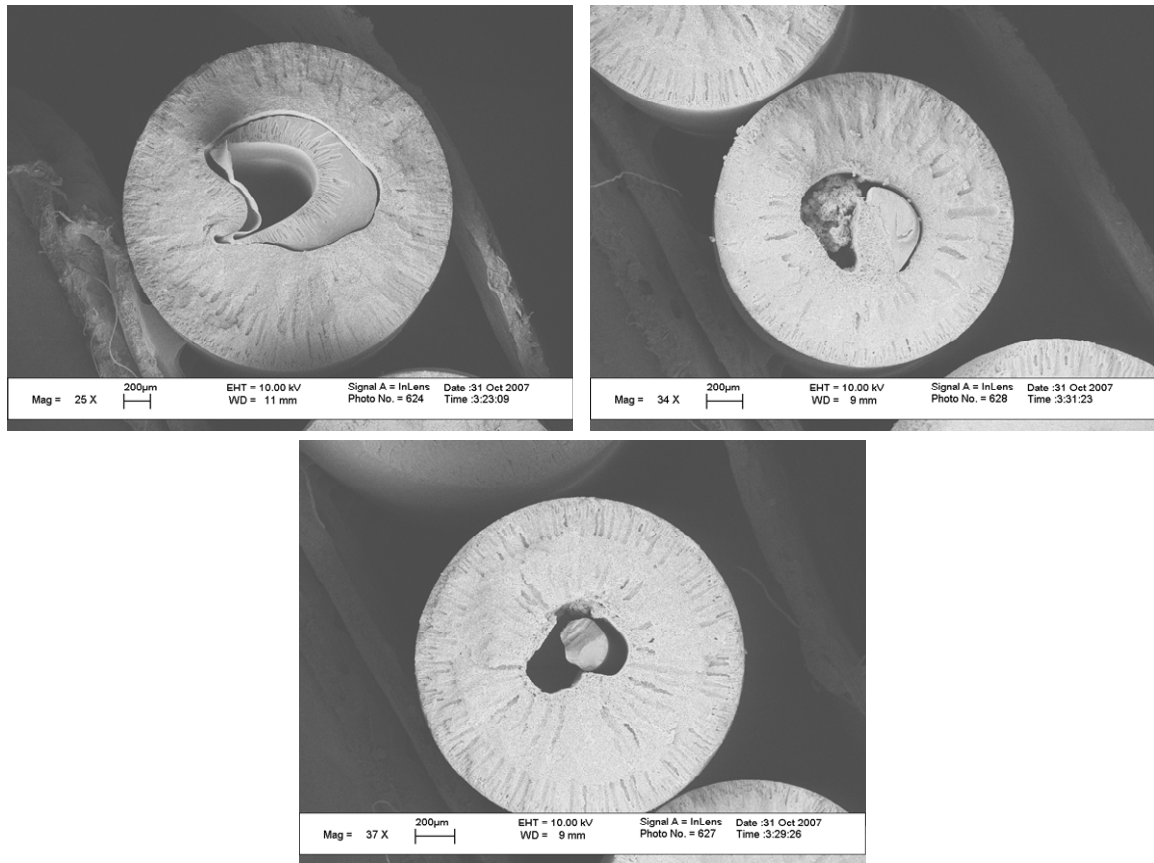 Mag = 25 X 200µm EHT = 10.00 kV Signal A = InLens Date :31 Oct 2007
WD = 11 mm Photo No. = 624 Time :3:23:09
Mag = 34 X 200µm EHT = 10.00 kV Signal A = InLens Date :31 Oct 2007
WD = 9 mm Photo No. = 628 Time :3:31:23
Mag = 37 X 200µm EHT = 10.00 kV Signal A = InLens Date :31 Oct 2007
WD = 9 mm Photo No. = 627 Time :3:29:26